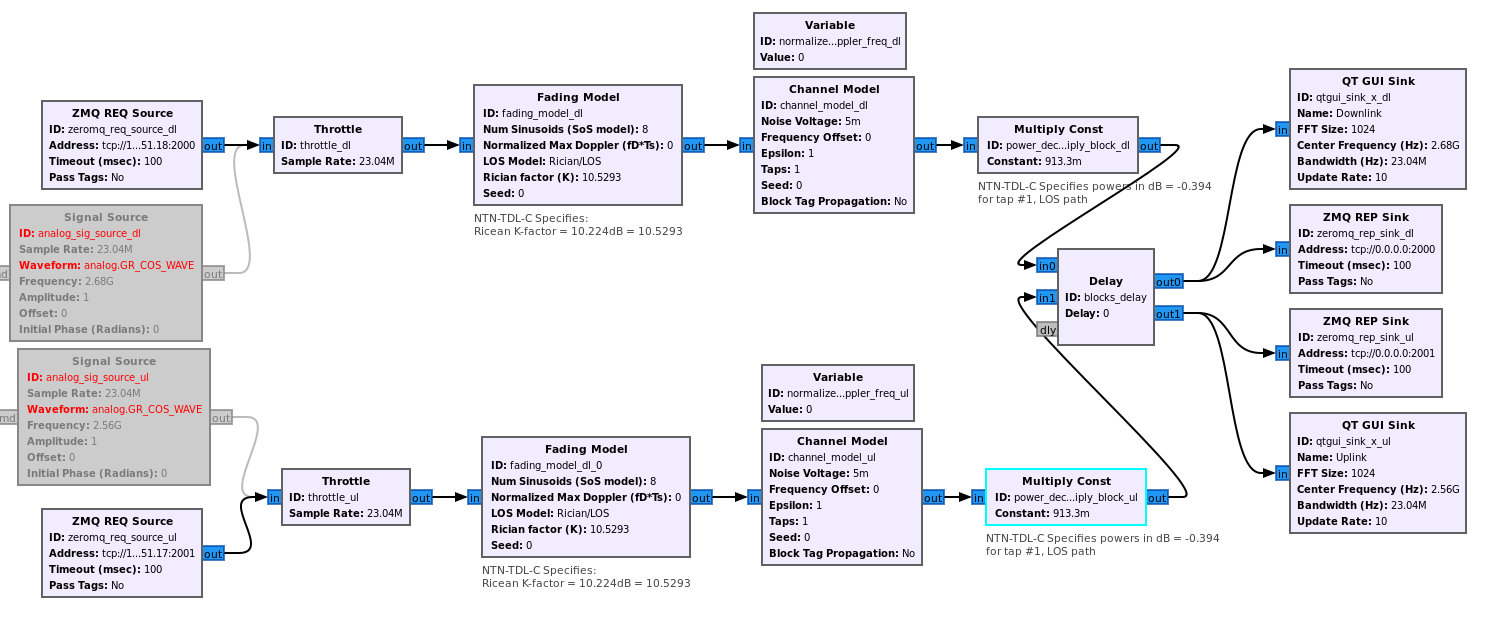 Variable
ID: normalize...ppler_freq_dl
Value: 0
ZMQ REQ Source
ID: zeromq_req_source_dl
Address: tcp://1...51.18:2000
Timeout (msec): 100
Pass Tags: No
out
in
Throttle
ID: throttle_dl
Sample Rate: 23.04M
out
in
Fading Model
ID: fading_model_dl
Num Sinusoids (SoS model): 8
Normalized Max Doppler (fD*Ts): 0
LOS Model: Rician/LOS
Rician factor (K): 10.5293
Seed: 0
out
NTN-TDL-C Specifies:
Ricean K-factor = 10.224dB = 10.5293
in
Channel Model
ID: channel_model_dl
Noise Voltage: 5m
Frequency Offset: 0
Epsilon: 1
Taps: 1
Seed: 0
Block Tag Propagation: No
out
in
Multiply Const
ID: power_dec...iply_block_dl
Constant: 913.3m
out
NTN-TDL-C Specifies powers in dB = -0.394
for tap #1, LOS path
in0
in1
dly
Delay
ID: blocks_delay
Delay: 0
out0
out1
in
QT GUI Sink
ID: qtgui_sink_x_dl
Name: Downlink
FFT Size: 1024
Center Frequency (Hz): 2.68G
Bandwidth (Hz): 23.04M
Update Rate: 10
in
ZMQ REP Sink
ID: zeromq_rep_sink_dl
Address: tcp://0.0.0.0:2000
Timeout (msec): 100
Pass Tags: No
in
ZMQ REP Sink
ID: zeromq_rep_sink_ul
Address: tcp://0.0.0.0:2001
Timeout (msec): 100
Pass Tags: No
in
QT GUI Sink
ID: qtgui_sink_x_ul
Name: Uplink
FFT Size: 1024
Center Frequency (Hz): 2.56G
Bandwidth (Hz): 23.04M
Update Rate: 10
Signal Source
ID: analog_sig_source_dl
Sample Rate: 23.04M
Waveform: analog.GR_COS_WAVE
Frequency: 2.68G
Amplitude: 1
Offset: 0
Initial Phase (Radians): 0
out
Signal Source
ID: analog_sig_source_ul
Sample Rate: 23.04M
Waveform: analog.GR_COS_WAVE
Frequency: 2.56G
Amplitude: 1
Offset: 0
Initial Phase (Radians): 0
out
ZMQ REQ Source
ID: zeromq_req_source_ul
Address: tcp://1...51.17:2001
Timeout (msec): 100
Pass Tags: No
out
in
Throttle
ID: throttle_ul
Sample Rate: 23.04M
out
in
Fading Model
ID: fading_model_dl_0
Num Sinusoids (SoS model): 8
Normalized Max Doppler (fD*Ts): 0
LOS Model: Rician/LOS
Rician factor (K): 10.5293
Seed: 0
out
NTN-TDL-C Specifies:
Ricean K-factor = 10.224dB = 10.5293
Variable
ID: normalize...ppler_freq_ul
Value: 0
in
Channel Model
ID: channel_model_ul
Noise Voltage: 5m
Frequency Offset: 0
Epsilon: 1
Taps: 1
Seed: 0
Block Tag Propagation: No
out
in
Multiply Const
ID: power_dec...iply_block_ul
Constant: 913.3m
out
NTN-TDL-C Specifies powers in dB = -0.394
for tap #1, LOS path